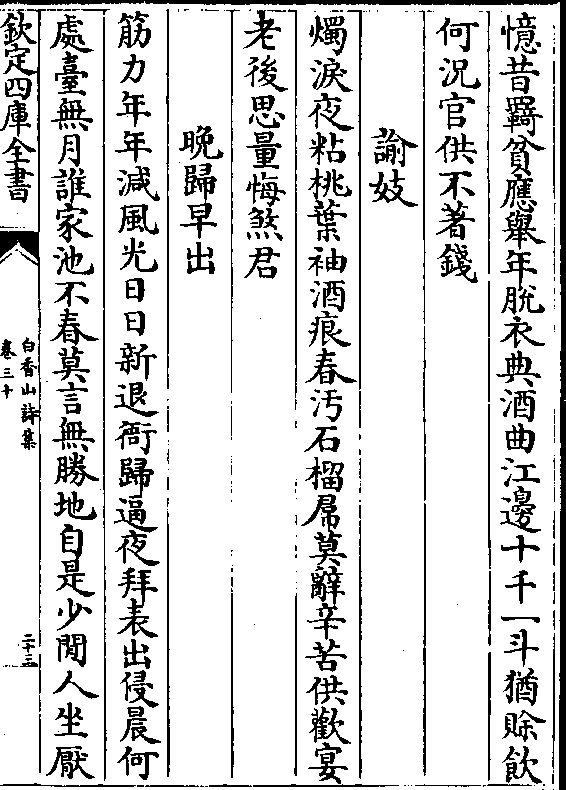 憶昔羇貧應舉年脫衣典酒曲江邊十千一斗猶賖飲
何況官供不著錢
諭妓
燭淚夜粘桃葉袖酒痕春汚石榴帬莫辭辛苦供歡宴
老後思量悔煞君
晩歸早出
筋力年年減風光日日新退衙歸逼夜拜表出侵晨何
處臺無月誰家池不春莫言無勝地自是少閒人坐厭
欽定四庫全書
白香山詩集
卷三十
二十三